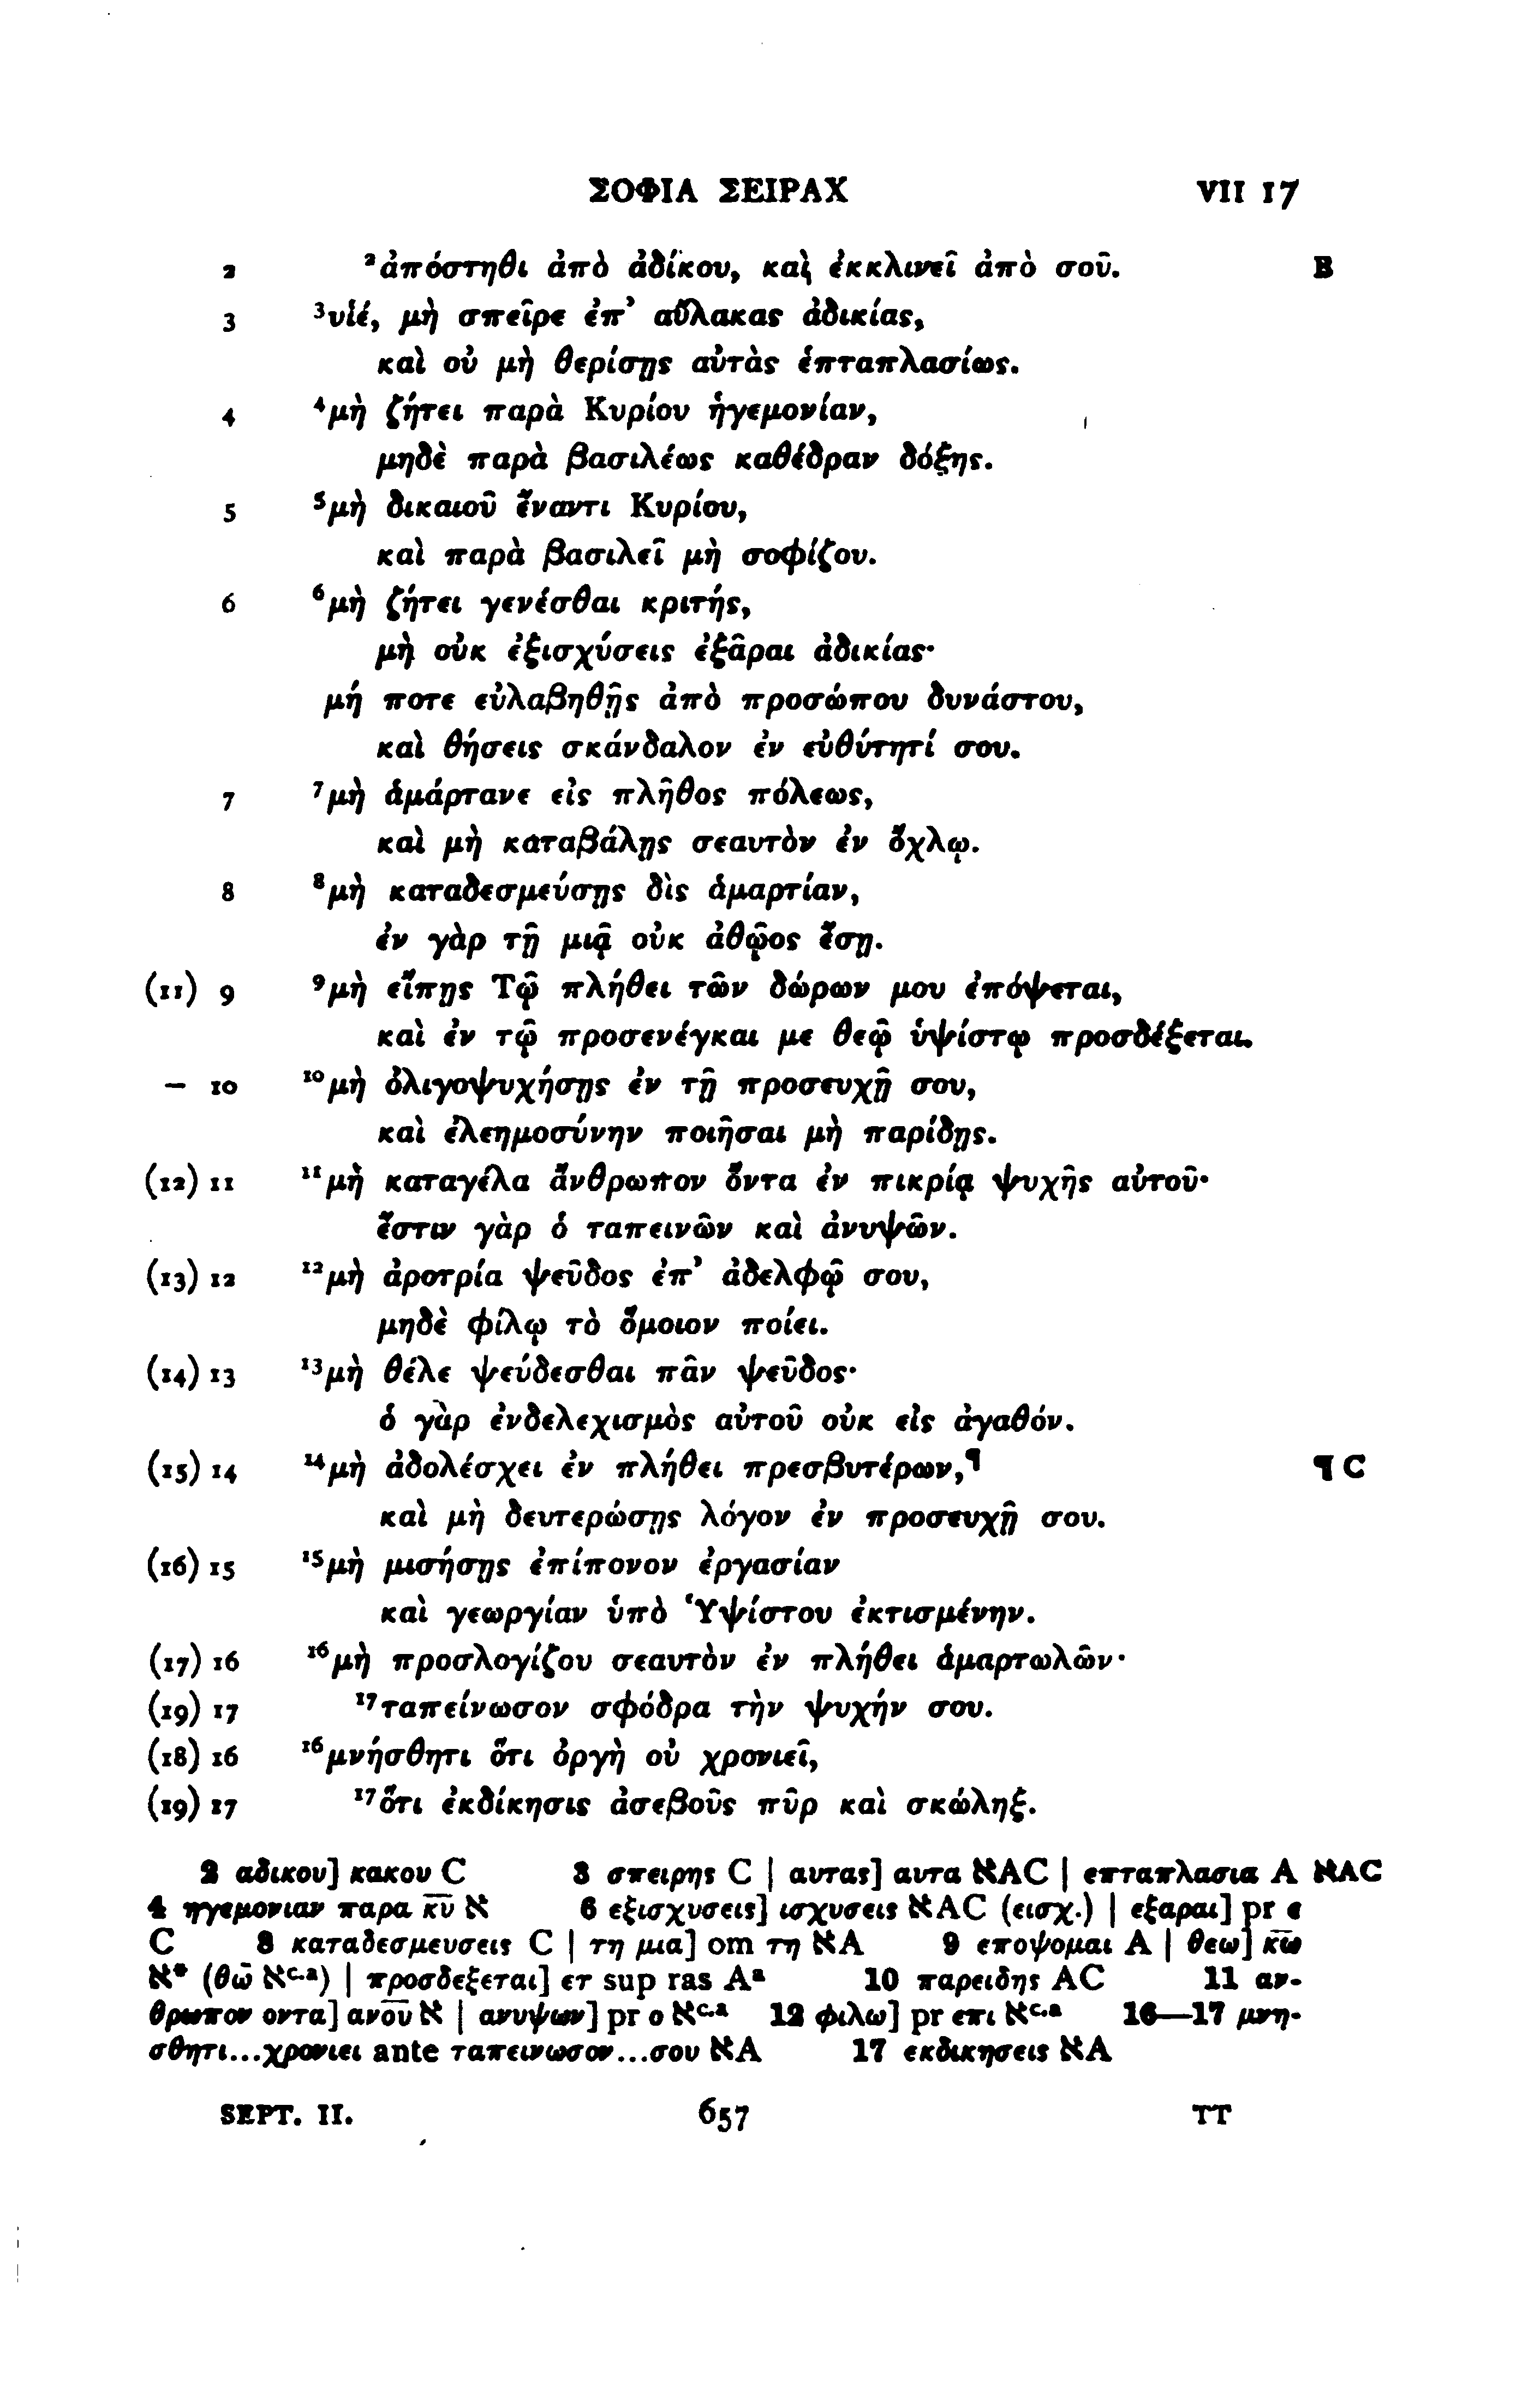 ΣΟΦΙΑ ΣΕΙΡΑΧ VII 17
2 ²ἀπόστηθι ἀπὸ ἀδίκου, καὶ ἐκκλινεῖ ἀπὸ σοῦ. B
3 ³υἱέ, μὴ σπεῖρε ἐπ’ αὔλακας ἀδικίας,
καὶ οὐ μὴ θερίσῃς αὐτὰς ἑπταπλασίως.
4 ⁴μὴ ζήτει παρὰ Κυρίου ἡγεμονίαν,
μηδὲ παρὰ βασιλέως καθέδραν δόξης.
5 ⁵μὴ δικαιοῦ ἔναντι Κυρίου,
καὶ παρὰ βασιλεῖ μὴ σοφίζου.
6 ⁶μὴ ζήτει γενέσθαι κριτής,
μὴ οὐκ ἐξισχύσεις ἐξᾶραι ἀδικίας·
μή ποτε εὐλαβηθῇς ἀπὸ προσώπου δυνάστου,
καὶ θήσεις σκάνδαλον ἐν εὐθύτητί σου.
7 ⁷μὴ ἁμάρτανε εἰς πλῆθος πόλεως,
καὶ μὴ καταβάλῃς σεαυτὸν ἐν ὄχλῳ.
8 ⁸μὴ καταδεσμεύσῃς δὶς ἁμαρτίαν,
ἐν γὰρ τῇ μιᾷ οὐκ ἀθῷος ἔσῃ.
(11) 9 ⁹μὴ εἴπῃς Τῷ πλήθει τῶν δώρων μου ἐπόψεται,
καὶ ἐν τῷ προσενέγκαι με θεῷ ὑψίστῳ προσδέξεται.
– 10 ¹⁰μὴ ὀλιγοψυχήσῃς ἐν τῇ προσευχῇ σου,
καὶ ἐλεημοσύνην ποιῆσαι μὴ παρίδῃς.
(12) 11 ¹¹μὴ καταγέλα ἄνθρωπον ὄντα ἐν πικρίᾳ ψυχῆς αὐτοῦ·
ἔστιν γὰρ ὁ ταπεινῶν καὶ ἀνυψῶν.
(13) 12 ¹²μὴ ἀροτρία ψεῦδος ἐπ’ ἀδελφῷ σου,
μηδὲ φίλῳ τὸ ὅμοιον ποίει.
(14) 13 ¹³μὴ θέλε ψεύδεσθαι πᾶν ψεῦδος·
ὁ γὰρ ἐνδελεχισμὸς αὐτοῦ οὐκ εἰς ἀγαθόν.
(15) 14 ¹⁴μὴ ἀδολέσχει ἐν πλήθει πρεσβυτέρων,¶ ¶ C
καὶ μὴ δευτερώσῃς λόγον ἐν προσευχῇ σου.
(16) 15 ¹⁵μὴ μισήσῃς ἐπίπονον ἐργασίαν
καὶ γεωργίαν ὑπὸ Ὑψίστου ἐκτισμένην.
(17) 16 ¹⁶μὴ προσλογίζου σεαυτὸν ἐν πλήθει ἁμαρτωλῶν·
(19) 17 ¹⁷ταπείνωσον σφόδρα τὴν ψυχήν σου.
(18) 16 ¹⁶μνήσθητι ὅτι ὀργὴ οὐ χρονιεῖ,
(19) 17 ¹⁷ὅτι ἐκδίκησις ἀσεβοῦς πῦρ καὶ σκώληξ.
2 αδικου] κακου C 3 σπειρης C | αυτας] αυτα ℵAC | επταπλασια A ℵAC
4 ηγεμονιαν παρα κ̅υ̅ ℵ 6 εξισχυσεις] ισχυσεις ℵAC (εισχ.) | εξαραι] pr ε
C 8 καταδεσμευσεις C | τη μια] om τη ℵA 9 εποψομαι A | θεω] κ̅ω̅
ℵ* (θ̅ω̅ ℵᶜ·ᵃ) | προσδεξεται] ετ sup ras Aᵃ 10 παρειδης AC 11 αν-
θρωπον οντα] α̅ν̅ο̅υ̅ ℵ | ανυψων] pr ο ℵᶜ·ᵃ 12 φιλω] pr επι ℵᶜ·ᵃ 16—17 μνη-
σθητι...χρονιει ante ταπεινωσον...σου ℵA 17 εκδικησεις ℵA
SEPT. II. 657 TT